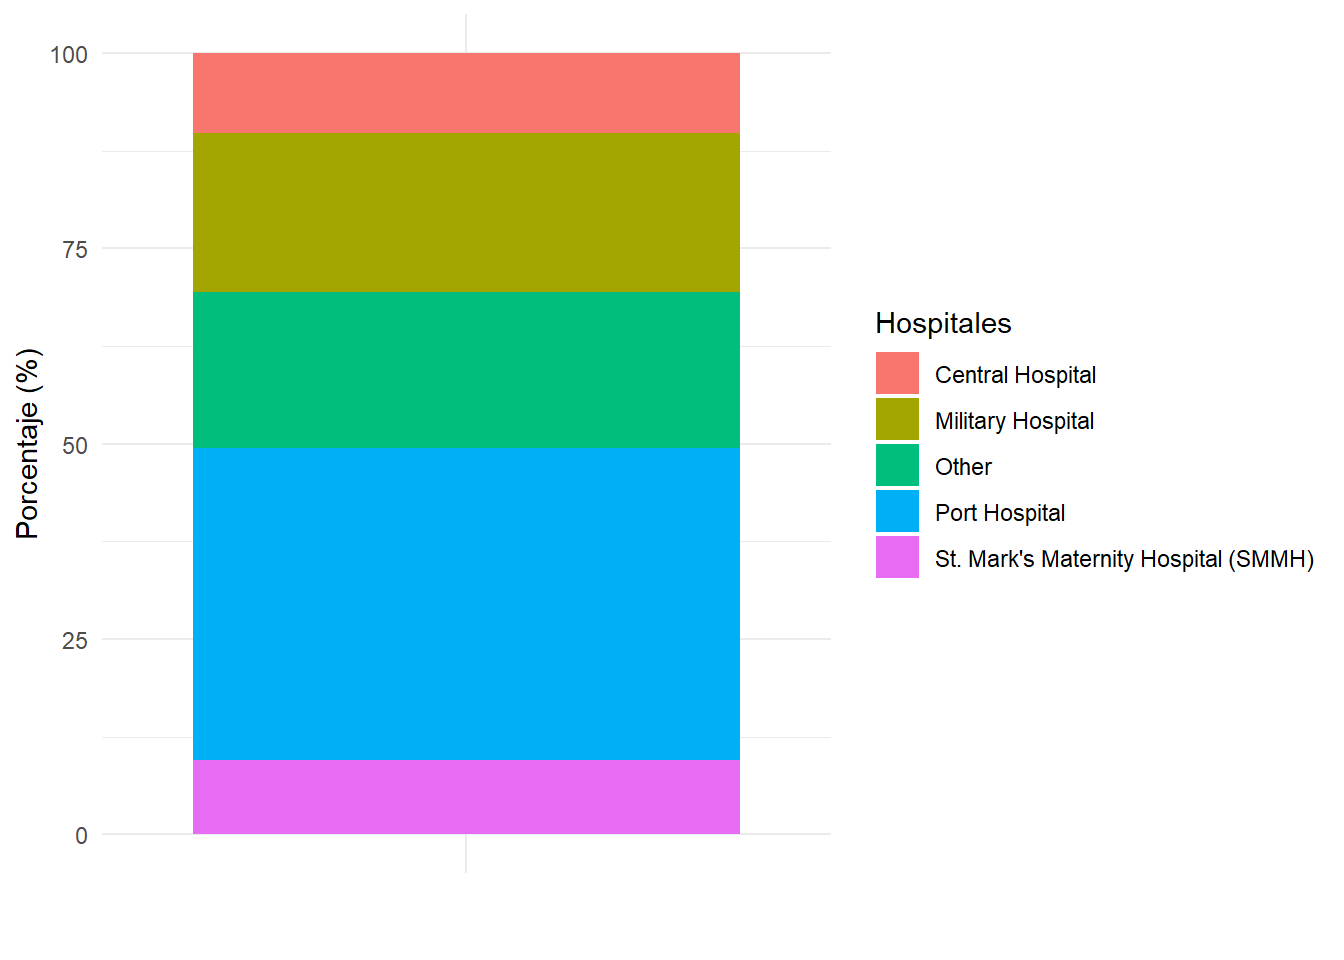 100
75
50
25
0
Porcentaje (%)
Hospitales
Central Hospital
Military Hospital
Other
Port Hospital
St. Mark's Maternity Hospital (SMMH)